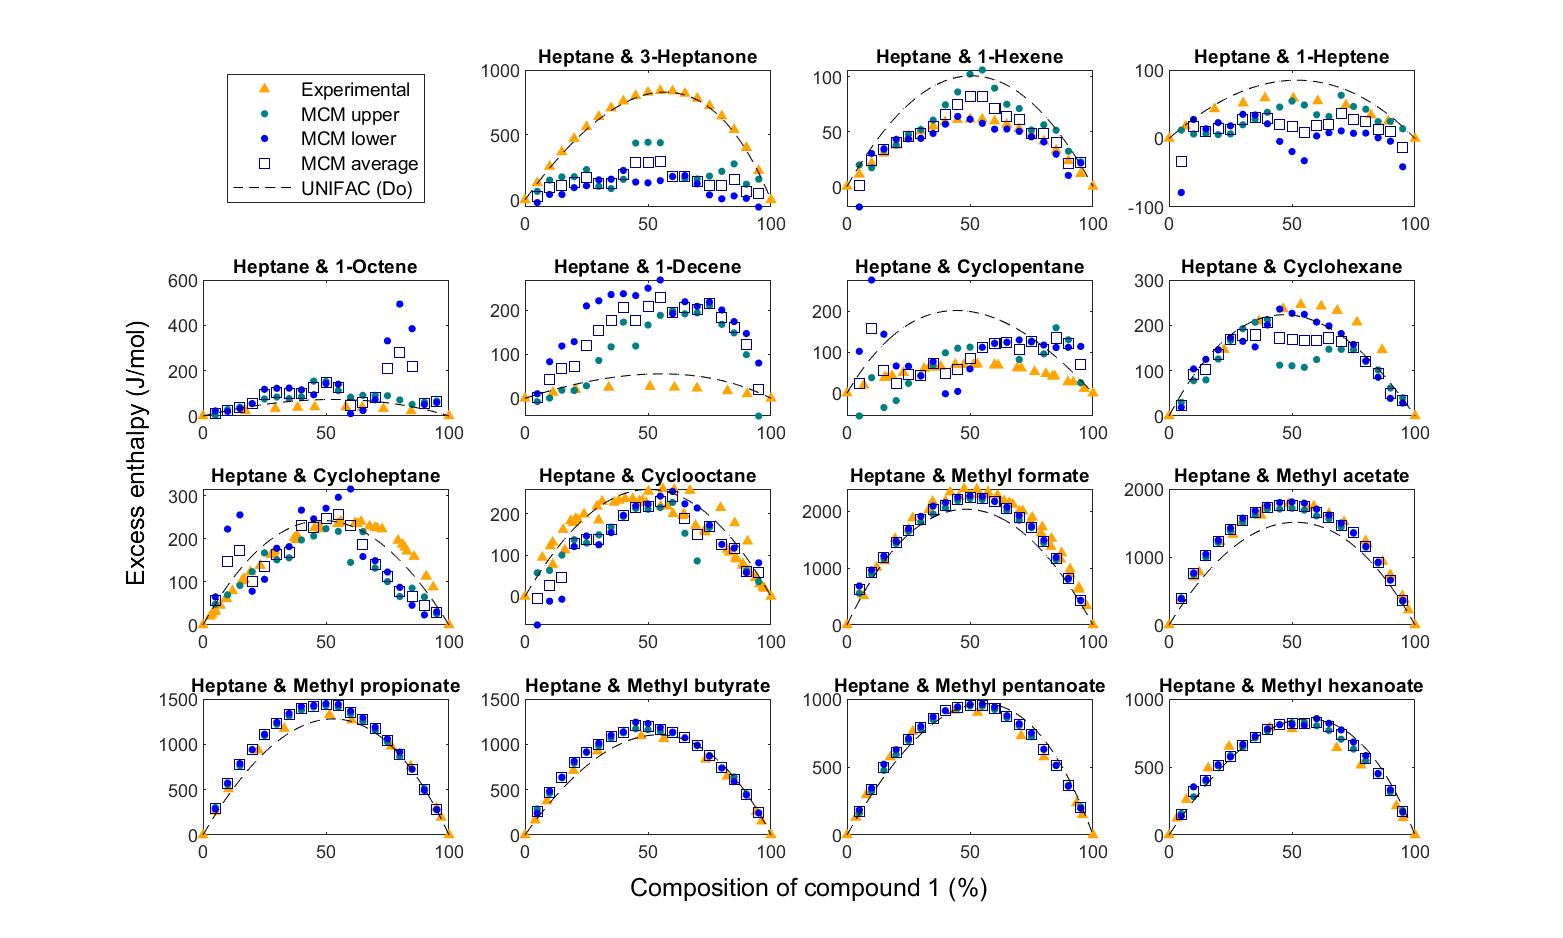 Experimental
MCM upper
MCM lower
MCM average
UNIFAC (Do)
Heptane & 3-Heptanone
1000
500
0
0 50 100
Heptane & 1-Hexene
100
50
0
0 50 100
Heptane & 1-Heptene
100
0
-100
0 50 100
Heptane & 1-Octene
600
400
200
0
0 50 100
Heptane & 1-Decene
200
100
0
0 50 100
Heptane & Cyclopentane
200
100
0
0 50 100
Heptane & Cyclohexane
300
200
100
0
0 50 100
Excess enthalpy (J/mol)
Heptane & Cycloheptane
300
200
100
0
0 50 100
Heptane & Cyclooctane
200
100
0
0 50 100
Heptane & Methyl formate
2000
1000
0
0 50 100
Heptane & Methyl acetate
2000
1000
0
0 50 100
Heptane & Methyl propionate
1500
1000
500
0
0 50 100
Heptane & Methyl butyrate
1500
1000
500
0
0 50 100
Heptane & Methyl pentanoate
1000
500
0
0 50 100
Heptane & Methyl hexanoate
1000
500
0
0 50 100
Composition of compound 1 (%)